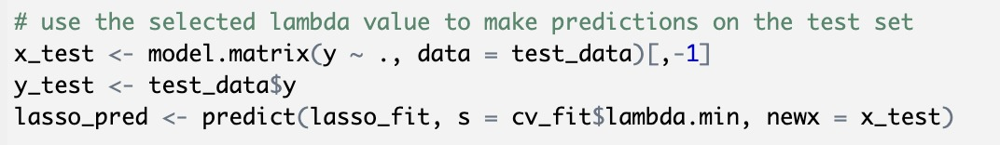 # use the selected lambda value to make predictions on the test set
x_test <- model.matrix(y ~ ., data = test_data)[,-1]
y_test <- test_data$y
lasso_pred <- predict(lasso_fit, s = cv_fit$lambda.min, newx = x_test)